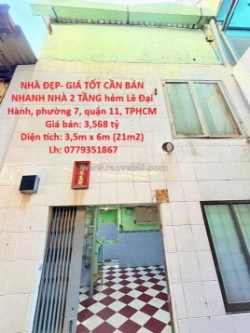 NHÀ ĐẸP- GIÁ TỐT CẦN BÁN
NHANH NHÀ 2 TẦNG hẻm Lê Đại
Hành, phường 7, quận 11, TPHCM
Giá bán: 3,568 tỷ
Diện tích: 3,5m x 6m (21m2)
Lh: 0779351867